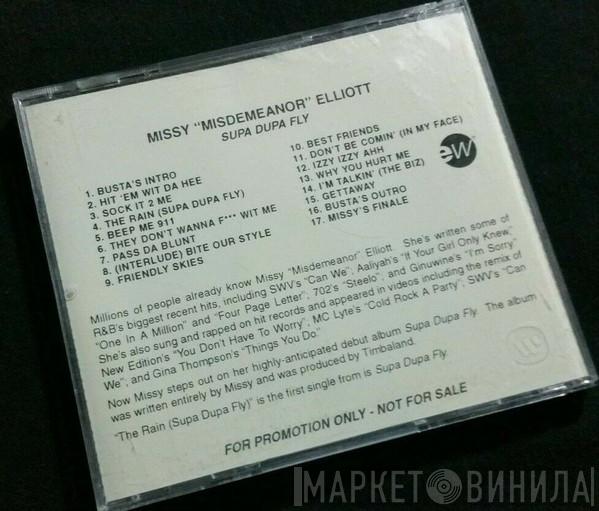 MISSY "MISDEMEANOR" ELLIOTT
SUPA DUPA FLY
1. BUSTA'S INTRO
2. HIT 'EM WIT DA HEE
3. SOCK IT 2 ME
4. THE RAIN (SUPA DUPA FLY)
5. BEEP ME 911
6. THEY DON'T WANNA F*** WIT ME
7. PASS DA BLUNT
8. (INTERLUDE) BITE OUR STYLE
9. FRIENDLY SKIES
10. BEST FRIENDS
11. DON'T BE COMIN' (IN MY FACE)
12. IZZY IZZY AHH
13. WHY YOU HURT ME
14. I'M TALKIN' (THE BIZ)
15. GETTAWAY
16. BUSTA'S OUTRO
17. MISSY'S FINALE
ew
Millions of people already know Missy "Misdemeanor" Elliott. She's written some of
R&B's biggest recent hits, including SWV's "Can We", Aaliyah's "If Your Girl Only Knew,"
"One In A Million" and "Four Page Letter"; 702's "Steelo"; and Ginuwine's "I'm Sorry"
She's also sung and rapped on hit records and appeared in videos including the remix of
New Edition's "You Don't Have To Worry", MC Lyte's "Cold Rock A Party", SWV's "Can
We", and Gina Thompson's "Things You Do."
Now Missy steps out on her highly-anticipated debut album Supa Dupa Fly. The album
was written entirely by Missy and was produced by Timbaland.
"The Rain (Supa Dupa Fly)" is the first single from is Supa Dupa Fly.
FOR PROMOTION ONLY - NOT FOR SALE
МАРКЕТ ВИНИЛА